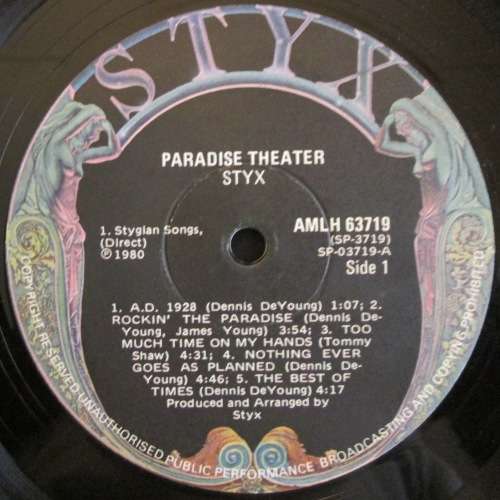 STYX
PARADISE THEATER
STYX
1. Stygian Songs,
(Direct)
℗1980
AMLH 63719
(SP-3719)
SP-03719-A
Side 1
1. A.D. 1928 (Dennis DeYoung) 1:07; 2.
ROCKIN' THE PARADISE (Dennis De-
Young, James Young) 3:54; 3. TOO
MUCH TIME ON MY HANDS (Tommy
Shaw) 4:31; 4. NOTHING EVER
GOES AS PLANNED (Dennis De-
Young) 4:46; 5. THE BEST OF
TIMES (Dennis DeYoung) 4:17
Produced and Arranged by
Styx
COPYRIGHT RESERVED UNAUTHORISED PUBLIC PERFORMANCE BROADCASTING AND COPYING PROHIBITED